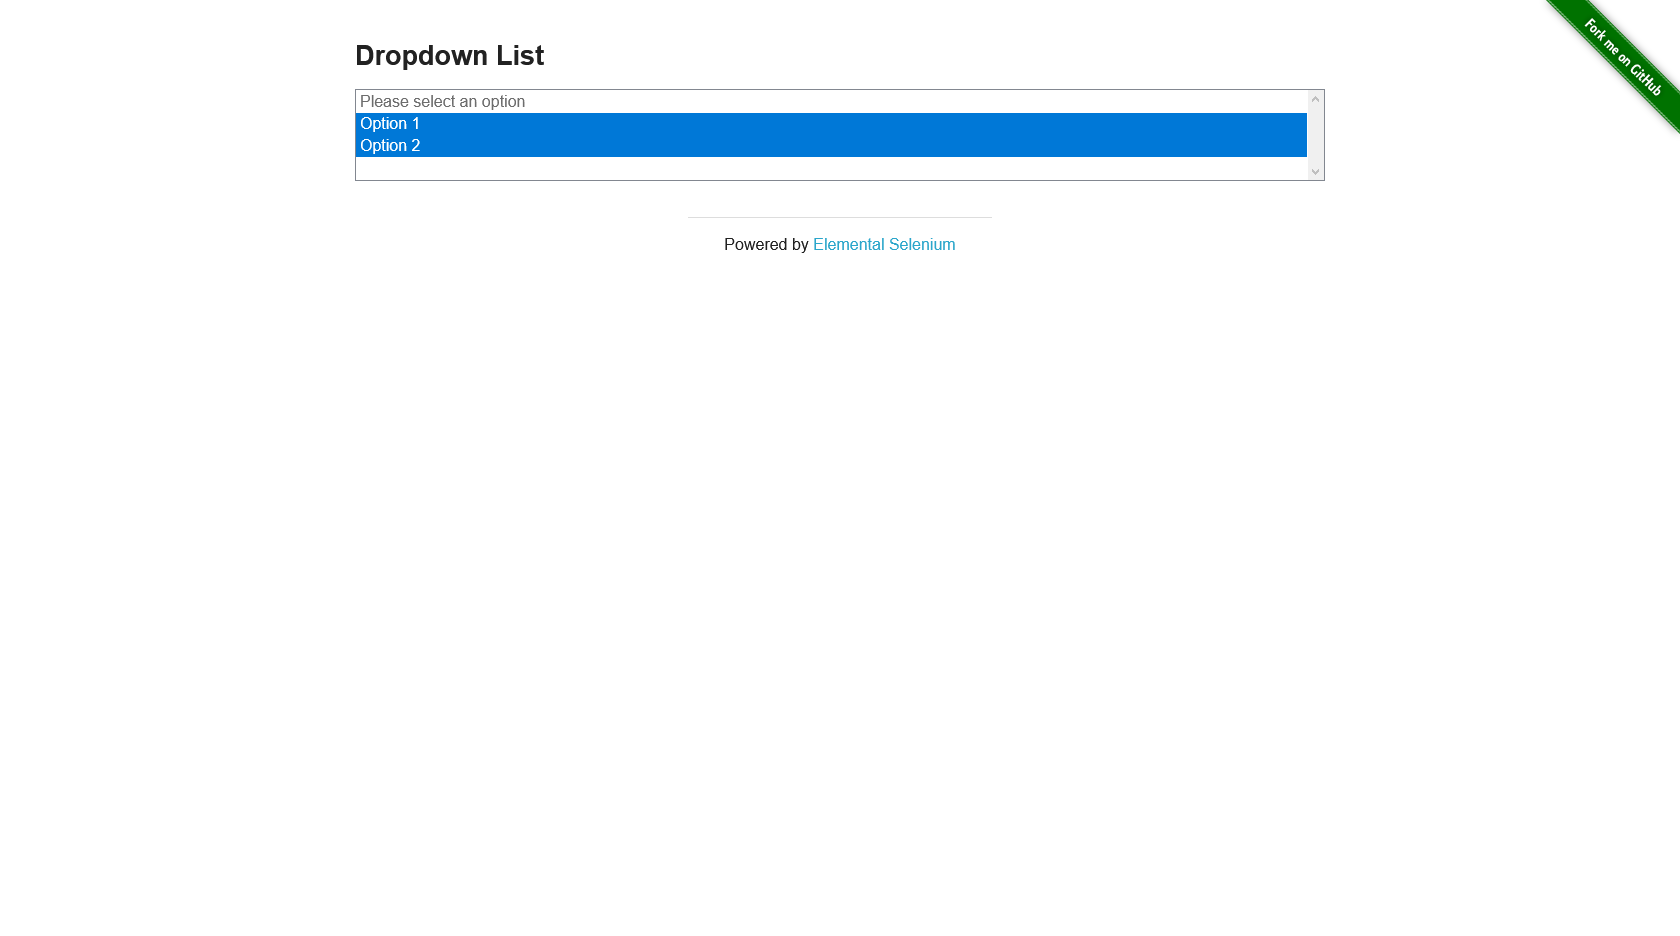 Fork me on GitHub
Dropdown List
Please select an option
Option 1
Option 2
Powered by Elemental Selenium